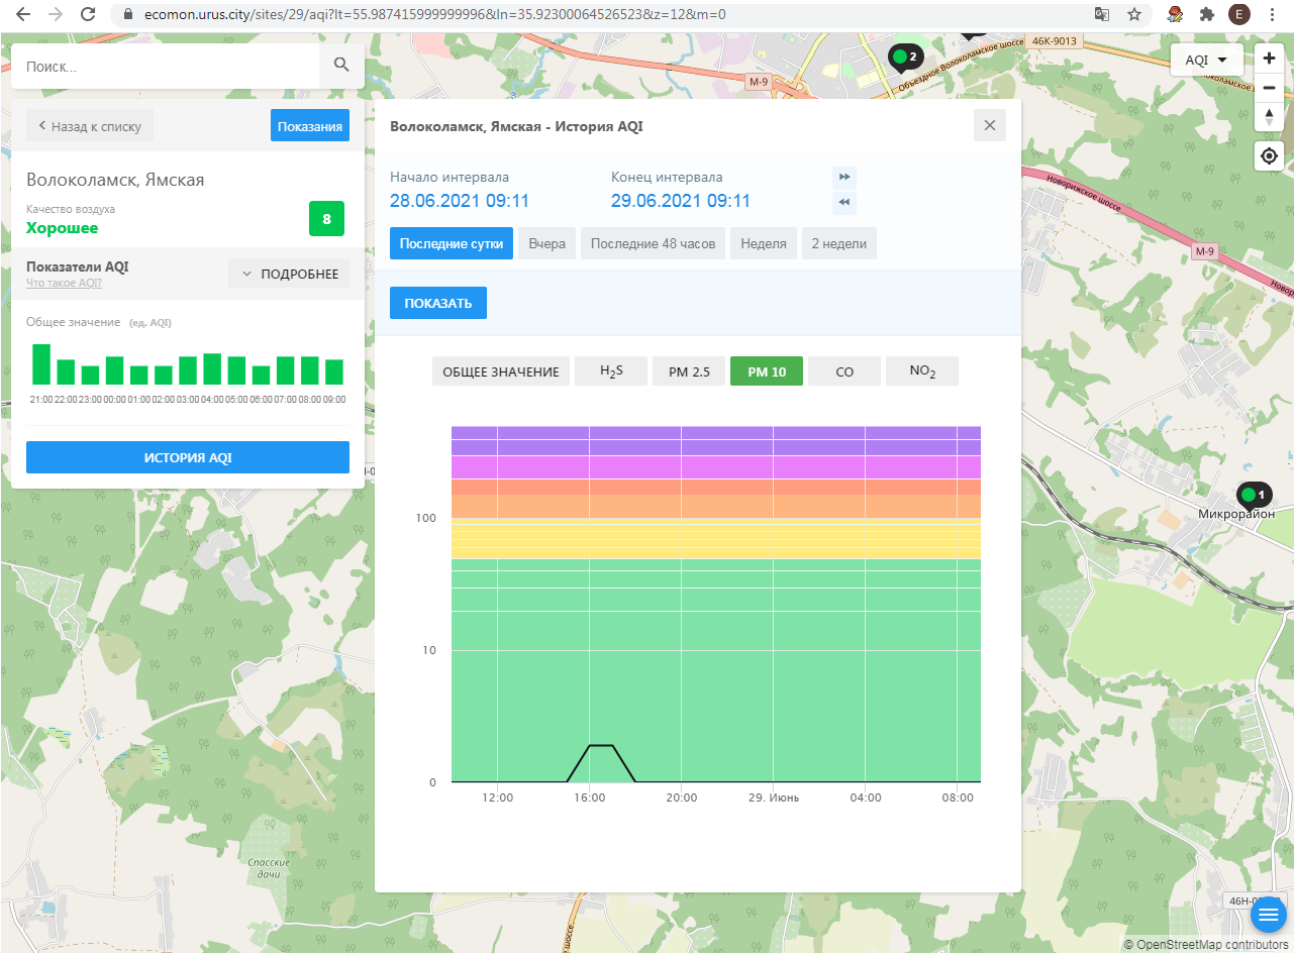 ecomon.urus.city/sites/29/aqi?lt=55.987415999999996&ln=35.92300064526523&z=12&m=0
E
Поиск...
2
Объездное Волоколамское шоссе
46К-9013
AQI
М-9
Назад к списку
Показания
Волоколамск, Ямская - История AQI
Волоколамск, Ямская
Качество воздуха
Хорошее
8
Начало интервала
Конец интервала
28.06.2021 09:11
29.06.2021 09:11
Новорижское шоссе
Последние сутки
Вчера
Последние 48 часов
Неделя
2 недели
М-9
Показатели AQI
Что такое AQI?
ПОДРОБНЕЕ
ПОКАЗАТЬ
Общее значение (ед. AQI)
21:00 22:00 23:00 00:00 01:00 02:00 03:00 04:00 05:00 06:00 07:00 08:00 09:00
ОБЩЕЕ ЗНАЧЕНИЕ
H2S
PM 2.5
PM 10
CO
NO2
ИСТОРИЯ AQI
1
Микрорайон
100
10
0
12:00
16:00
20:00
29. Июнь
04:00
08:00
Спасские
дачи
© OpenStreetMap contributors